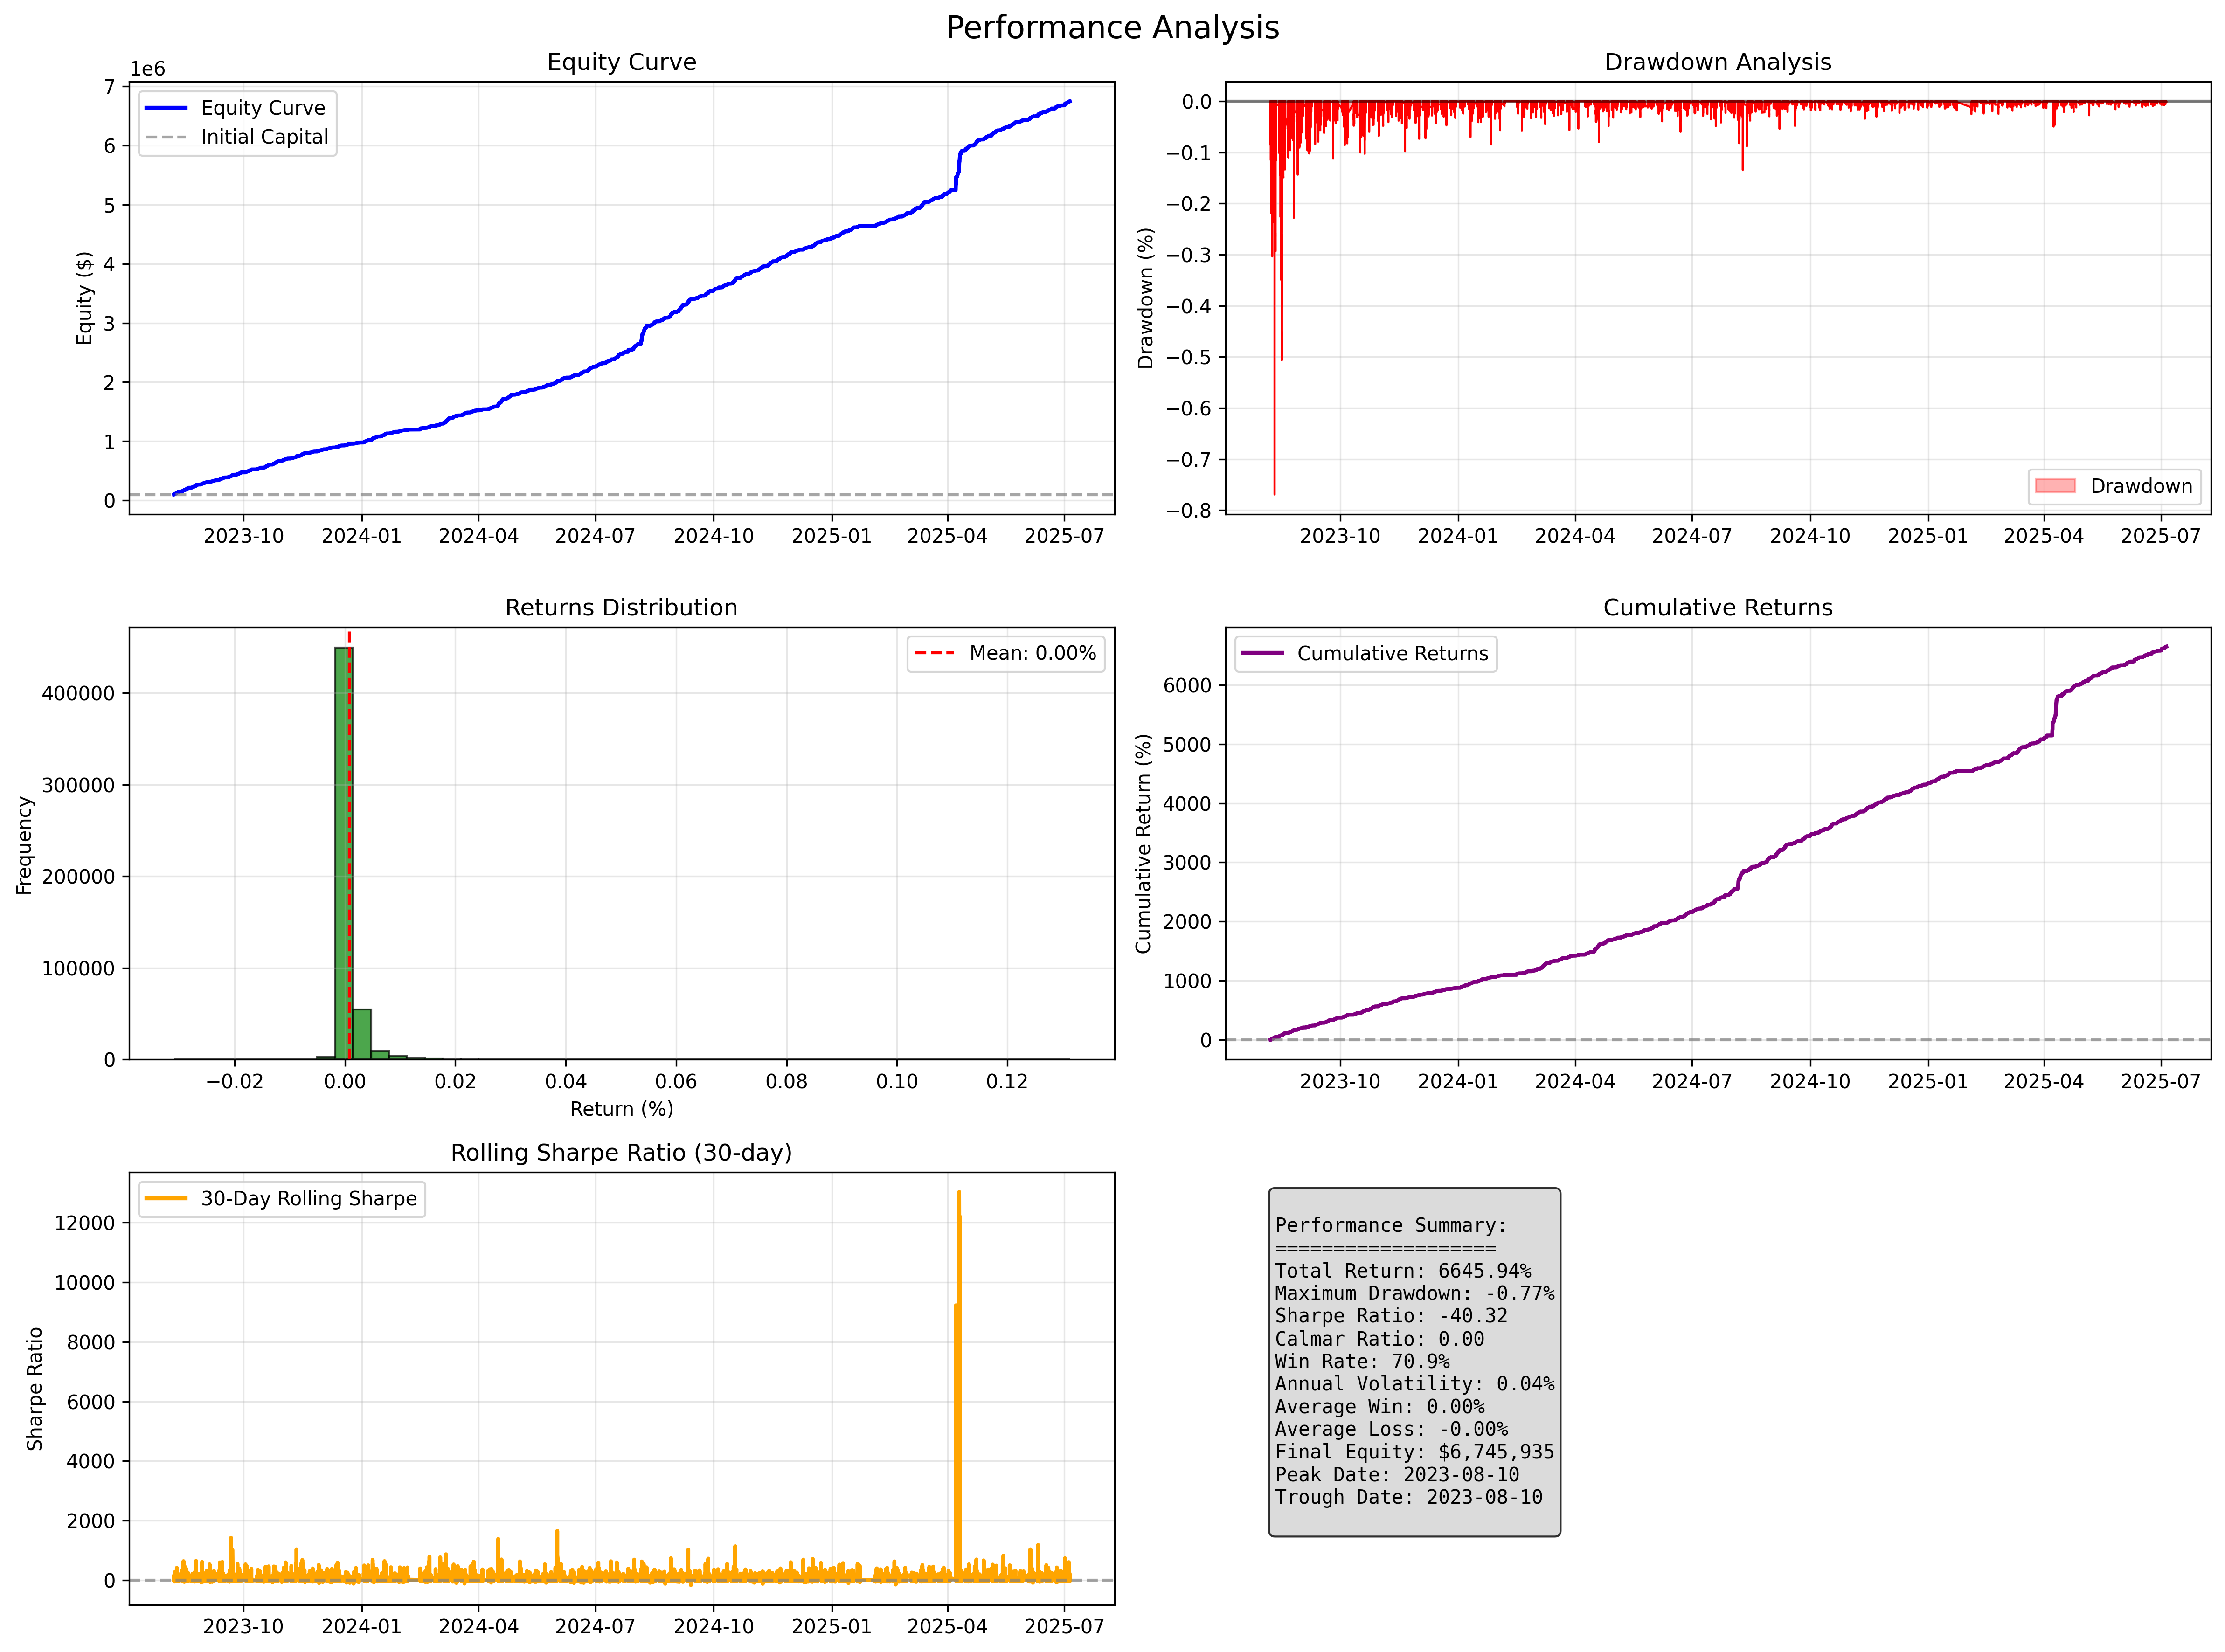 Performance Analysis
Equity Curve
1e6
Equity Curve
Initial Capital
Equity ($)
7
6
5
4
3
2
1
0
2023-10 2024-01 2024-04 2024-07 2024-10 2025-01 2025-04 2025-07
Drawdown Analysis
Drawdown (%)
0.0
−0.1
−0.2
−0.3
−0.4
−0.5
−0.6
−0.7
−0.8
Drawdown
2023-10 2024-01 2024-04 2024-07 2024-10 2025-01 2025-04 2025-07
Returns Distribution
Mean: 0.00%
Frequency
400000
300000
200000
100000
0
−0.02 0.00 0.02 0.04 0.06 0.08 0.10 0.12
Return (%)
Cumulative Returns
Cumulative Returns
Cumulative Return (%)
6000
5000
4000
3000
2000
1000
0
2023-10 2024-01 2024-04 2024-07 2024-10 2025-01 2025-04 2025-07
Rolling Sharpe Ratio (30-day)
30-Day Rolling Sharpe
Sharpe Ratio
12000
10000
8000
6000
4000
2000
0
2023-10 2024-01 2024-04 2024-07 2024-10 2025-01 2025-04 2025-07
Performance Summary:
===================
Total Return: 6645.94%
Maximum Drawdown: -0.77%
Sharpe Ratio: -40.32
Calmar Ratio: 0.00
Win Rate: 70.9%
Annual Volatility: 0.04%
Average Win: 0.00%
Average Loss: -0.00%
Final Equity: $6,745,935
Peak Date: 2023-08-10
Trough Date: 2023-08-10